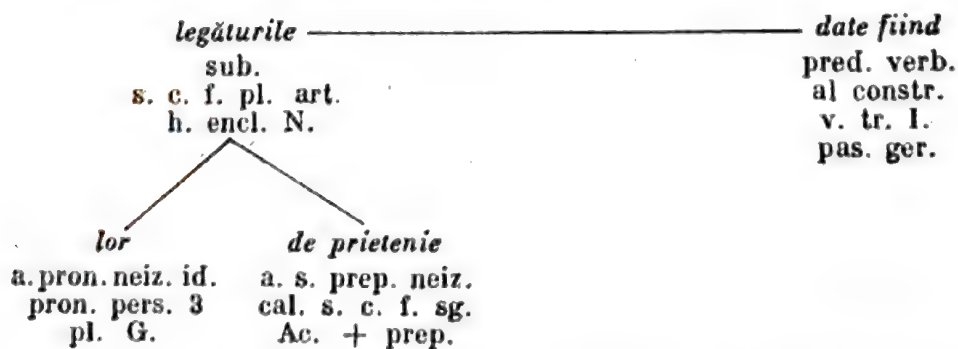 legăturile date fiind
sub. pred. verb.
s. c. f. pl. art. al constr.
h. encl. N. v. tr. I.
pas. ger.
lor de prietenie
a. pron. neiz. id. a. s. prep. neiz.
pron. pers. 3 cal. s. c. f. sg.
pl. G. Ac. + prep.